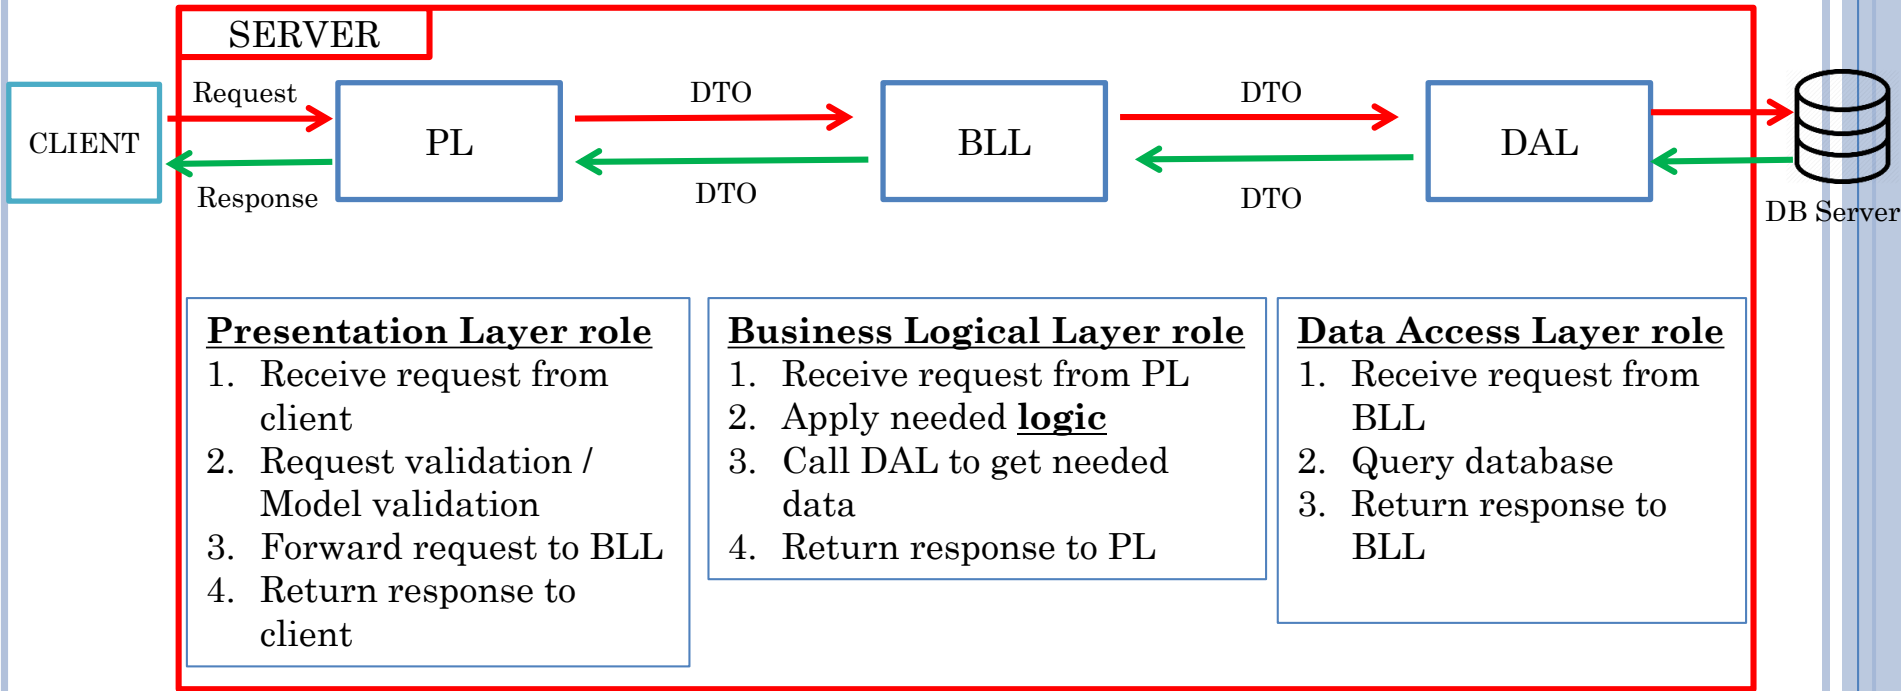 SERVER
CLIENT
Request
Response
PL
DTO
DTO
BLL
DTO
DTO
DAL
DB Server
Presentation Layer role
1. Receive request from
client
2. Request validation /
Model validation
3. Forward request to BLL
4. Return response to
client
Business Logical Layer role
1. Receive request from PL
2. Apply needed logic
3. Call DAL to get needed
data
4. Return response to PL
Data Access Layer role
1. Receive request from
BLL
2. Query database
3. Return response to
BLL